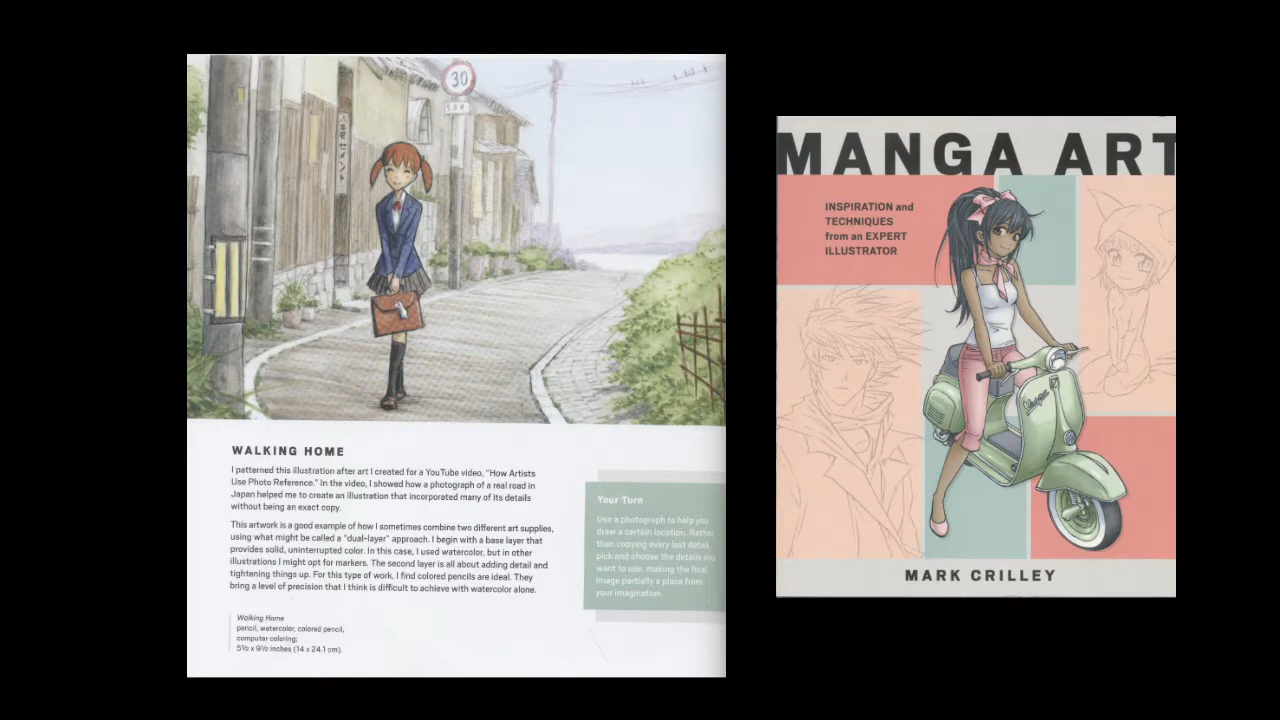 30
WALKING HOME
I patterned this illustration after art I created for a YouTube video, "How Artists
Use Photo Reference." In the video, I showed how a photograph of a real road in
Japan helped me to create an illustration that incorporated many of its details
without being an exact copy.
This artwork is a good example of how I sometimes combine two different art supplies,
using what might be called a "dual-layer" approach. I begin with a base layer that
provides solid, uninterrupted color. In this case, I used watercolor, but in other
illustrations I might opt for markers. The second layer is all about adding detail and
tightening things up. For this type of work, I find colored pencils are ideal. They
bring a level of precision that I think is difficult to achieve with watercolor alone.
Walking Home
pencil, watercolor, colored pencil,
computer coloring;
5½ x 9½ inches (14 x 24.1 cm).
Your Turn
Use a photograph to help you
draw a certain location. Rather
than copying every last detail,
pick and choose the details you
want to use, making the final
image partially a place from
your imagination.
MANGA ART
INSPIRATION and
TECHNIQUES
from an EXPERT
ILLUSTRATOR
Vespa
MARK CRILLEY